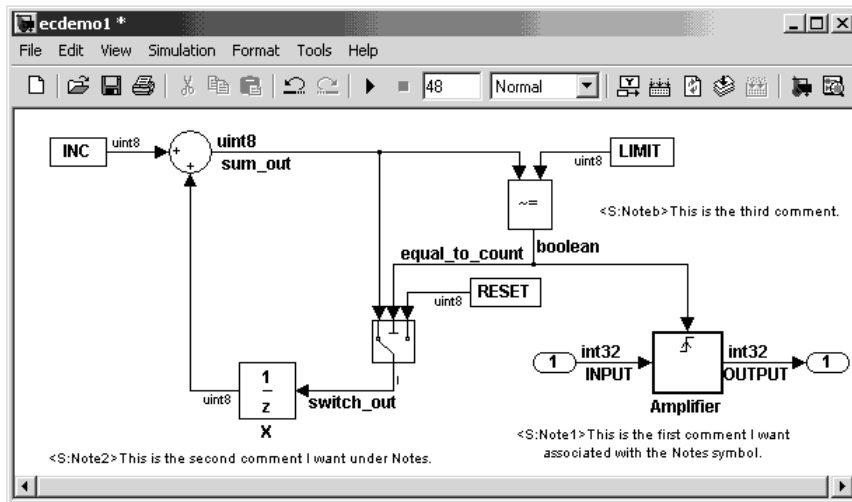 ecdemo1 *
File Edit View Simulation Format Tools Help
48 Normal
INC uint8 + + uint8 sum_out
uint8 LIMIT
~=
<S:Noteb>This is the third comment.
equal_to_count boolean
uint8 RESET
1 int32 INPUT
int32 OUTPUT 1
Amplifier
uint8 1 z X
switch_out
<S:Note1>This is the first comment I want
associated with the Notes symbol.
<S:Note2>This is the second comment I want under Notes.